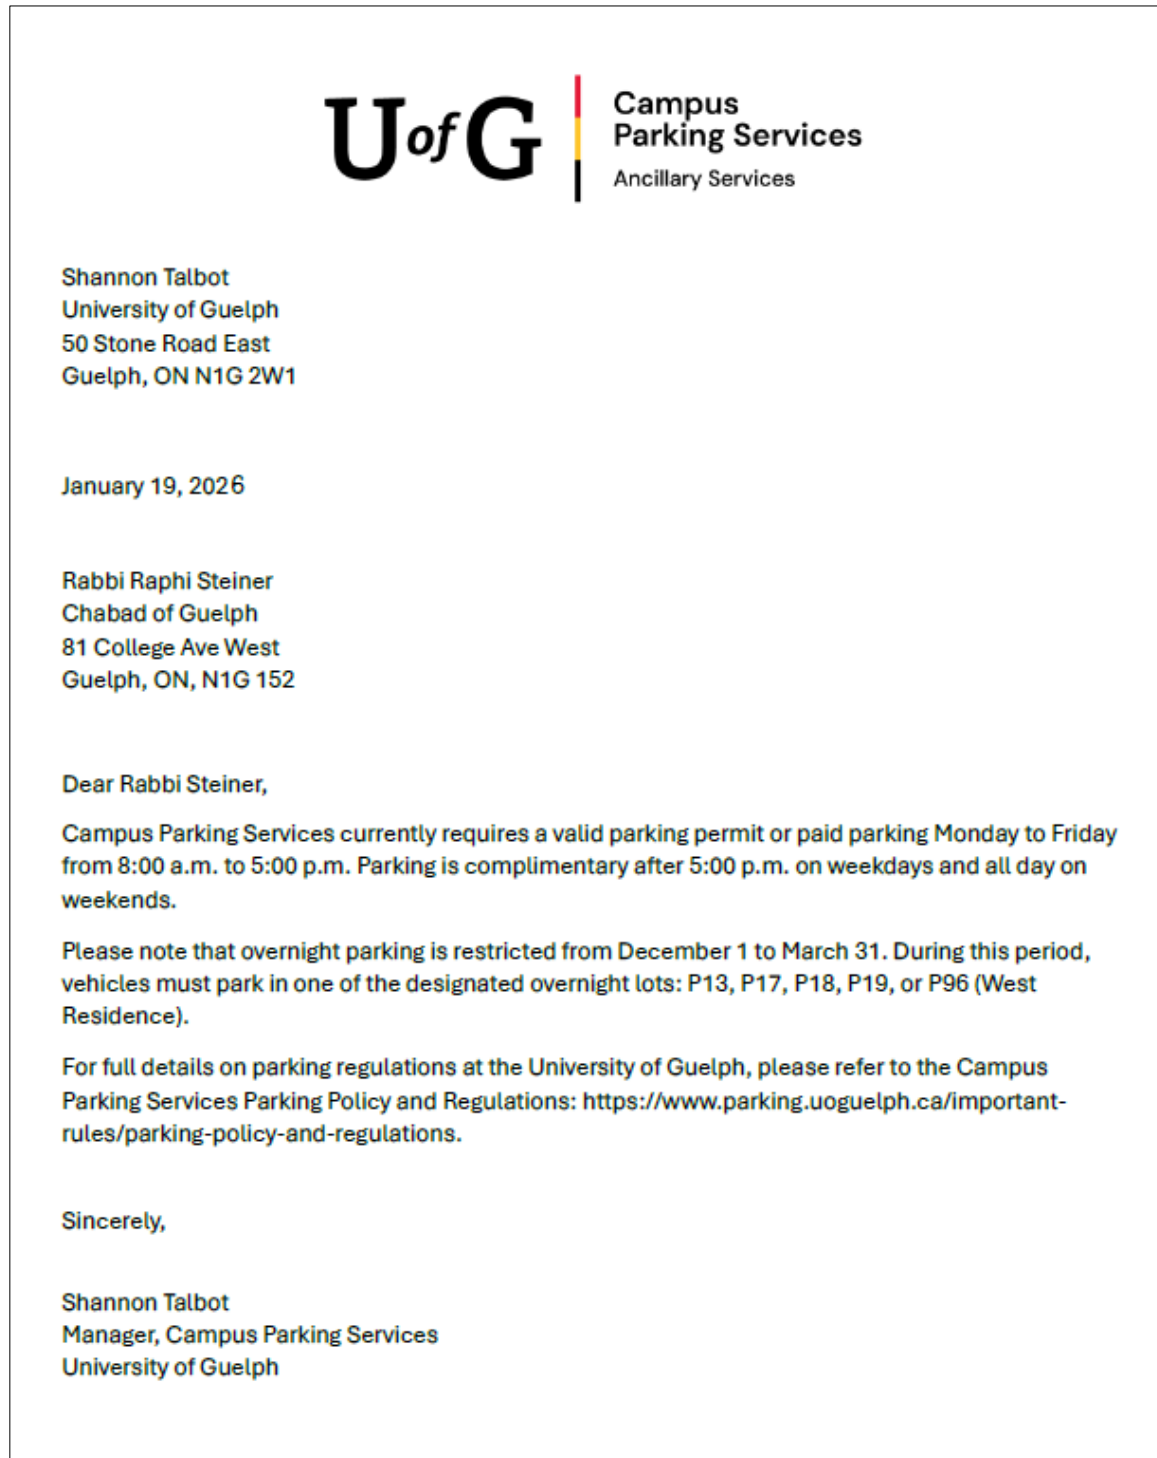 UofG
Campus
Parking Services
Ancillary Services
Shannon Talbot
University of Guelph
50 Stone Road East
Guelph, ON N1G 2W1
January 19, 2026
Rabbi Raphi Steiner
Chabad of Guelph
81 College Ave West
Guelph, ON, N1G 152
Dear Rabbi Steiner,
Campus Parking Services currently requires a valid parking permit or paid parking Monday to Friday
from 8:00 a.m. to 5:00 p.m. Parking is complimentary after 5:00 p.m. on weekdays and all day on
weekends.
Please note that overnight parking is restricted from December 1 to March 31. During this period,
vehicles must park in one of the designated overnight lots: P13, P17, P18, P19, or P96 (West
Residence).
For full details on parking regulations at the University of Guelph, please refer to the Campus
Parking Services Parking Policy and Regulations: https://www.parking.uoguelph.ca/important-
rules/parking-policy-and-regulations.
Sincerely,
Shannon Talbot
Manager, Campus Parking Services
University of Guelph